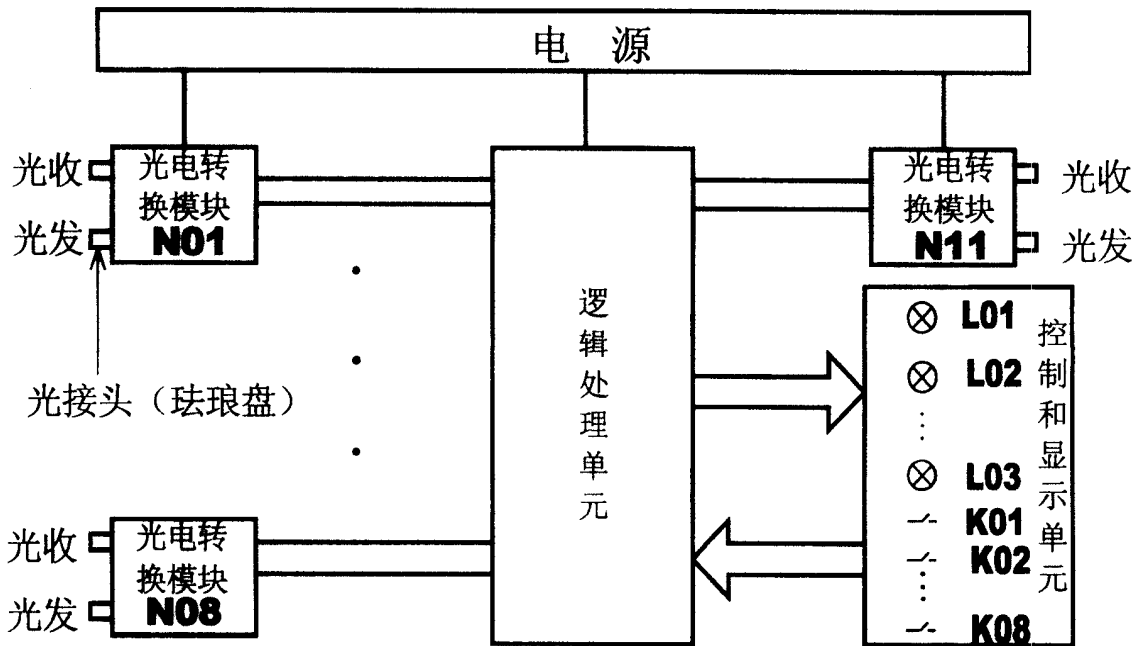 电 源
光收
光发
光电转
换模块
N01
光接头（珐琅盘）
光收
光发
光电转
换模块
N08
逻辑处理单元
光电转
换模块
N11
光收
光发
L01
L02
L03
K01
K02
K08
控制和显示单元